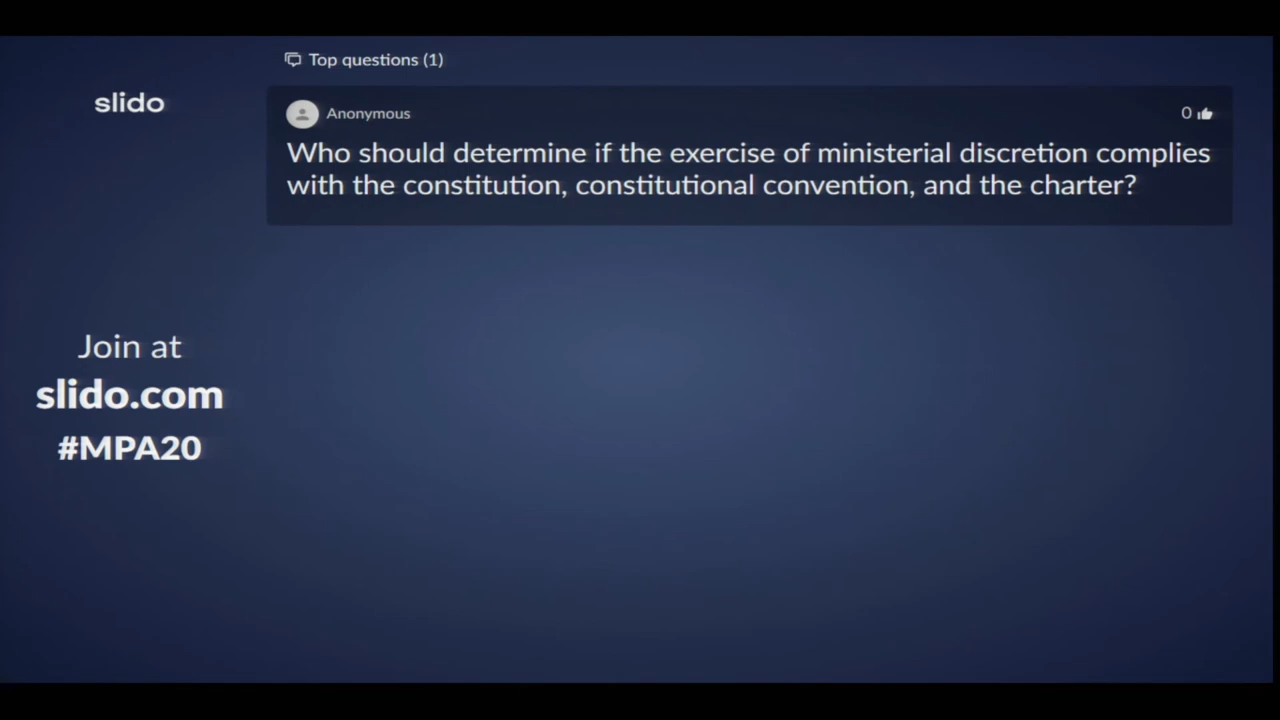 Top questions (1)
slido
Anonymous
0
Who should determine if the exercise of ministerial discretion complies
with the constitution, constitutional convention, and the charter?
Join at
slido.com
#MPA20